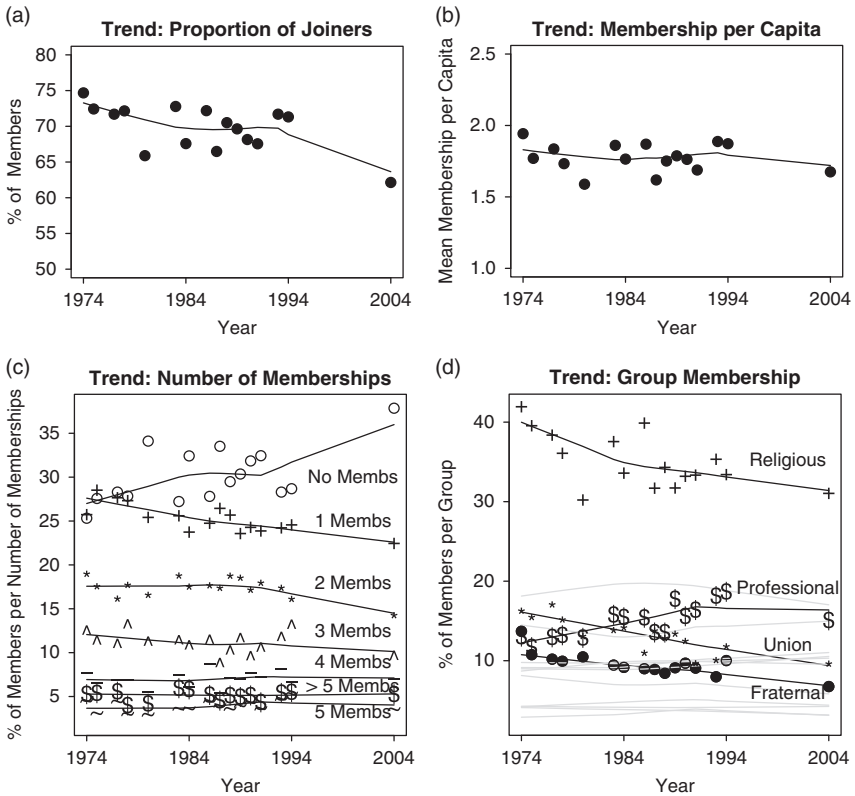 (a)
Trend: Proportion of Joiners
% of Members
80
75
70
65
60
55
50
1974 1984 1994 2004
Year
(b)
Trend: Membership per Capita
Mean Membership per Capita
2.5
2.0
1.5
1.0
1974 1984 1994 2004
Year
(c)
Trend: Number of Memberships
% of Members per Number of Memberships
35
30
25
20
15
10
5
No Membs
1 Membs
2 Membs
3 Membs
4 Membs
> 5 Membs
5 Membs
1974 1984 1994 2004
Year
(d)
Trend: Group Membership
% of Members per Group
40
30
20
10
Religious
Professional
Union
Fraternal
1974 1984 1994 2004
Year